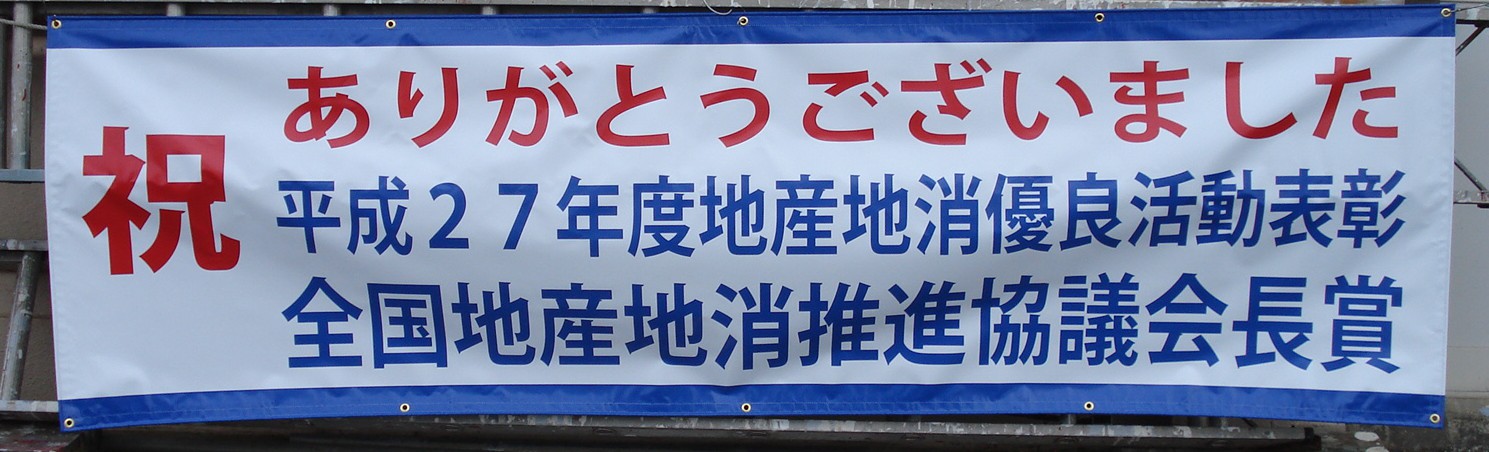 祝
ありがとうございました
平成２７年度地産地消優良活動表彰
全国地産地消推進協議会長賞